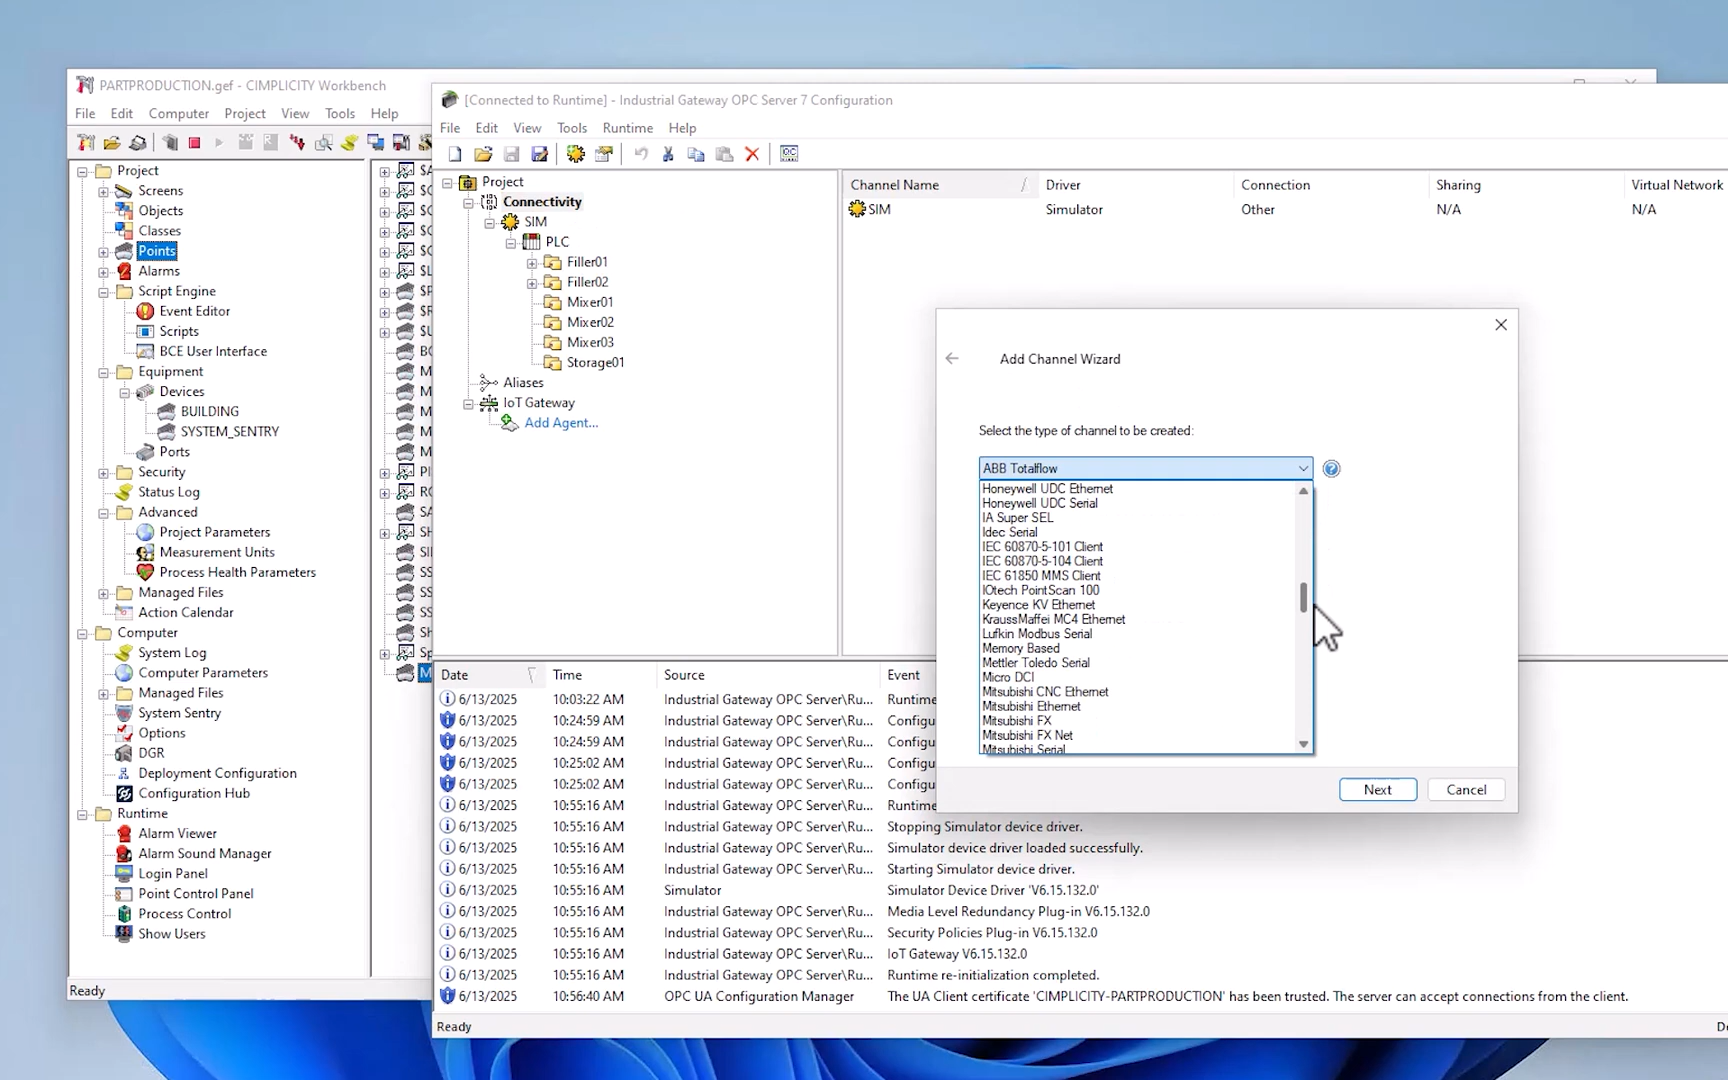 PARTPRODUCTION.gef - CIMPLICITY Workbench
File Edit Computer Project View Tools Help
Project
Screens
Objects
Classes
Points
Alarms
Script Engine
Event Editor
Scripts
BCE User Interface
Equipment
Devices
BUILDING
SYSTEM_SENTRY
Ports
Security
Status Log
Advanced
Project Parameters
Measurement Units
Process Health Parameters
Managed Files
Action Calendar
Computer
System Log
Computer Parameters
Managed Files
System Sentry
Options
DGR
Deployment Configuration
Configuration Hub
Runtime
Alarm Viewer
Alarm Sound Manager
Login Panel
Point Control Panel
Process Control
Show Users
Ready
[Connected to Runtime] - Industrial Gateway OPC Server 7 Configuration
File Edit View Tools Runtime Help
Project
Connectivity
SIM
PLC
Filler01
Filler02
Mixer01
Mixer02
Mixer03
Storage01
Aliases
IoT Gateway
Add Agent...
Channel Name Driver Connection Sharing Virtual Network
SIM Simulator Other N/A N/A
Add Channel Wizard
Select the type of channel to be created:
ABB Totalflow
Honeywell UDC Ethernet
Honeywell UDC Serial
IA Super SEL
Idec Serial
IEC 60870-5-101 Client
IEC 60870-5-104 Client
IEC 61850 MMS Client
IOtech PointScan 100
Keyence KV Ethernet
KraussMaffei MC4 Ethernet
Lufkin Modbus Serial
Memory Based
Mettler Toledo Serial
Micro DCI
Mitsubishi CNC Ethernet
Mitsubishi Ethernet
Mitsubishi FX
Mitsubishi FX Net
Mitsubishi Serial
Next Cancel
Date Time Source Event
6/13/2025 10:03:22 AM Industrial Gateway OPC Server\Ru... Runtime
6/13/2025 10:24:59 AM Industrial Gateway OPC Server\Ru... Configu
6/13/2025 10:24:59 AM Industrial Gateway OPC Server\Ru... Configu
6/13/2025 10:25:02 AM Industrial Gateway OPC Server\Ru... Configu
6/13/2025 10:25:02 AM Industrial Gateway OPC Server\Ru... Configu
6/13/2025 10:55:16 AM Industrial Gateway OPC Server\Ru... Runtime
6/13/2025 10:55:16 AM Industrial Gateway OPC Server\Ru... Stopping Simulator device driver.
6/13/2025 10:55:16 AM Industrial Gateway OPC Server\Ru... Simulator device driver loaded successfully.
6/13/2025 10:55:16 AM Industrial Gateway OPC Server\Ru... Starting Simulator device driver.
6/13/2025 10:55:16 AM Simulator Simulator Device Driver 'V6.15.132.0'
6/13/2025 10:55:16 AM Industrial Gateway OPC Server\Ru... Media Level Redundancy Plug-in V6.15.132.0
6/13/2025 10:55:16 AM Industrial Gateway OPC Server\Ru... Security Policies Plug-in V6.15.132.0
6/13/2025 10:55:16 AM Industrial Gateway OPC Server\Ru... IoT Gateway V6.15.132.0
6/13/2025 10:55:16 AM Industrial Gateway OPC Server\Ru... Runtime re-initialization completed.
6/13/2025 10:56:40 AM OPC UA Configuration Manager The UA Client certificate 'CIMPLICITY-PARTPRODUCTION' has been trusted. The server can accept connections from the client.
Ready